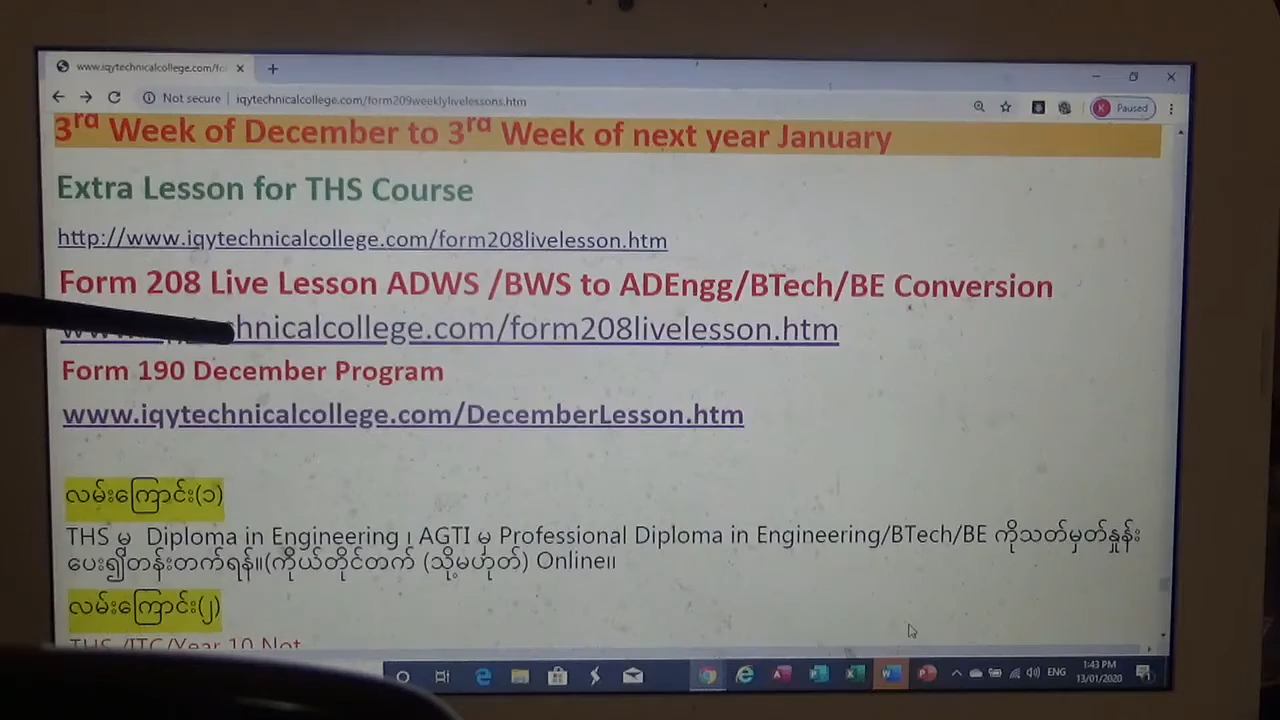 www.iqytechnicalcollege.com/fo
Not secure | iqytechnicalcollege.com/form209weeklylivelessons.htm
Paused
3rd Week of December to 3rd Week of next year January
Extra Lesson for THS Course
http://www.iqytechnicalcollege.com/form208livelesson.htm
Form 208 Live Lesson ADWS /BWS to ADEngg/BTech/BE Conversion
chnicalcollege.com/form208livelesson.htm
Form 190 December Program
www.iqytechnicalcollege.com/DecemberLesson.htm
လမ်းကြောင်း(၁)
THS မှ Diploma in Engineering ၊ AGTI မှ Professional Diploma in Engineering/BTech/BE ကိုသတ်မှတ်နှုန်း
ပေး၍တန်းတက်ရန်။(ကိုယ်တိုင်တက် (သို့မဟုတ်) Online။
လမ်းကြောင်း(၂)
THS /ITC/Year 10 Not
ENG
1:43 PM
13/01/2020